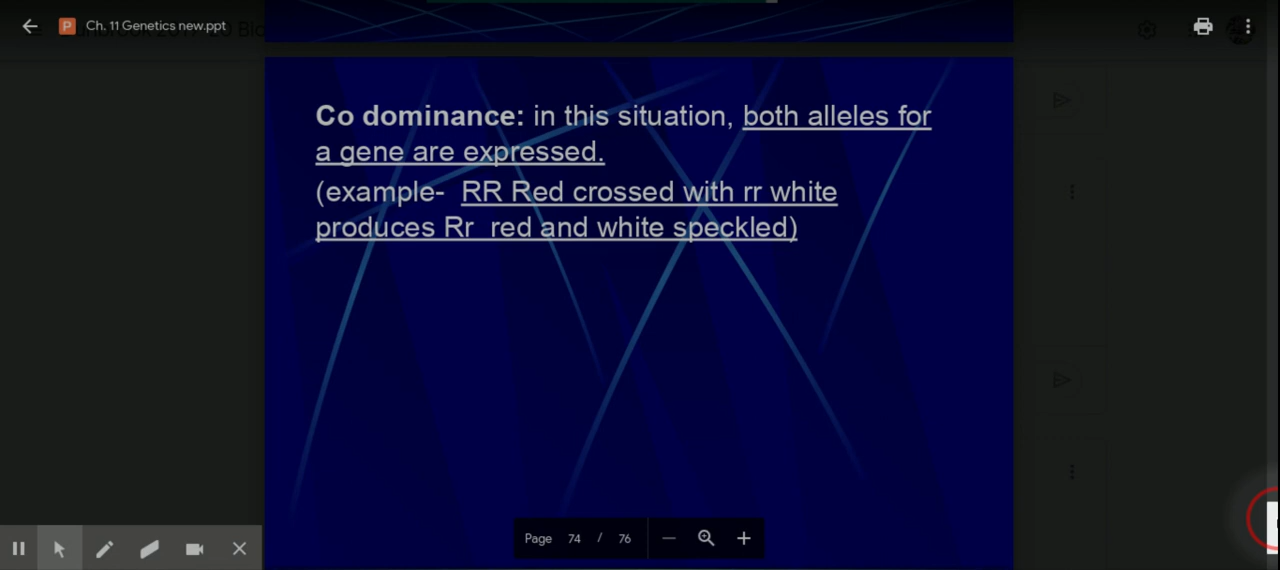 Ch. 11 Genetics new.ppt
Co dominance: in this situation, both alleles for
a gene are expressed.
(example- RR Red crossed with rr white
produces Rr red and white speckled)
Page 74 / 76